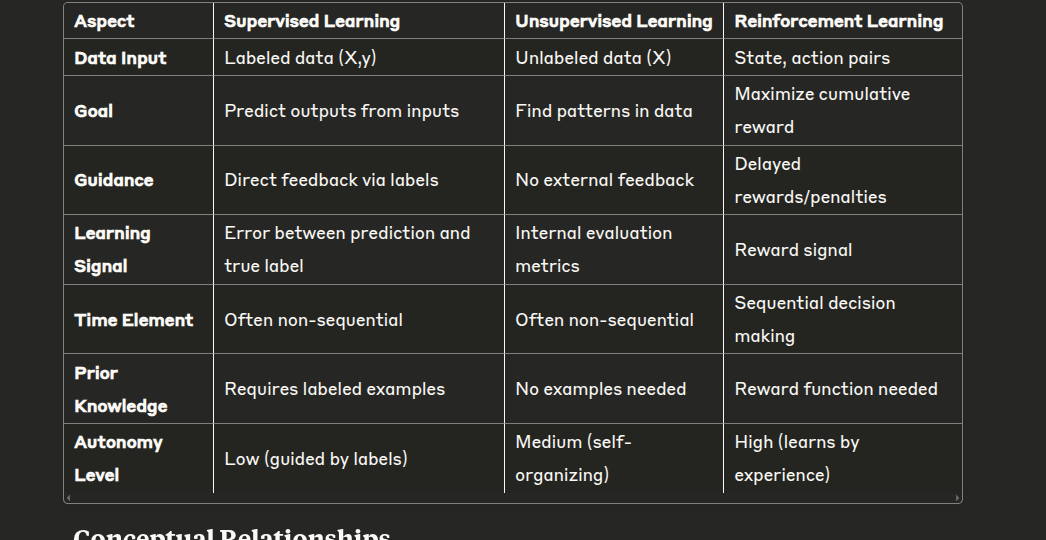 Aspect Supervised Learning Unsupervised Learning Reinforcement Learning
Data Input Labeled data (X,y) Unlabeled data (X) State, action pairs
Goal Predict outputs from inputs Find patterns in data Maximize cumulative
reward
Guidance Direct feedback via labels No external feedback Delayed
rewards/penalties
Learning
Signal Error between prediction and
true label Internal evaluation
metrics Reward signal
Time Element Often non-sequential Often non-sequential Sequential decision
making
Prior
Knowledge Requires labeled examples No examples needed Reward function needed
Autonomy
Level Low (guided by labels) Medium (self-
organizing) High (learns by
experience)
Conceptual Relationships